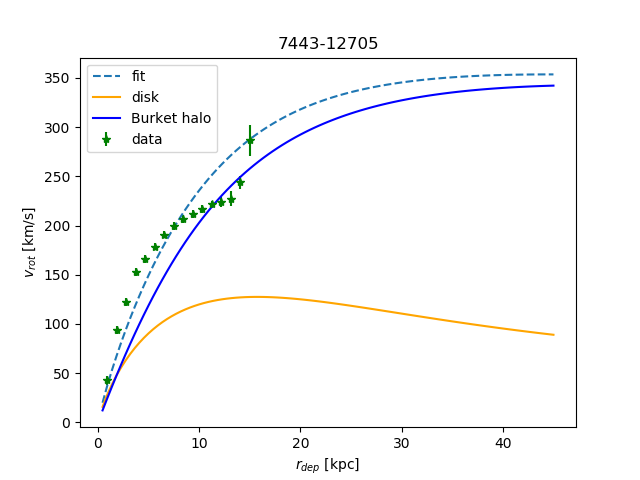 7443-12705
fit
disk
Burket halo
data
350
300
250
200
150
100
50
0
v_rot [km/s]
0 10 20 30 40
r_dep [kpc]